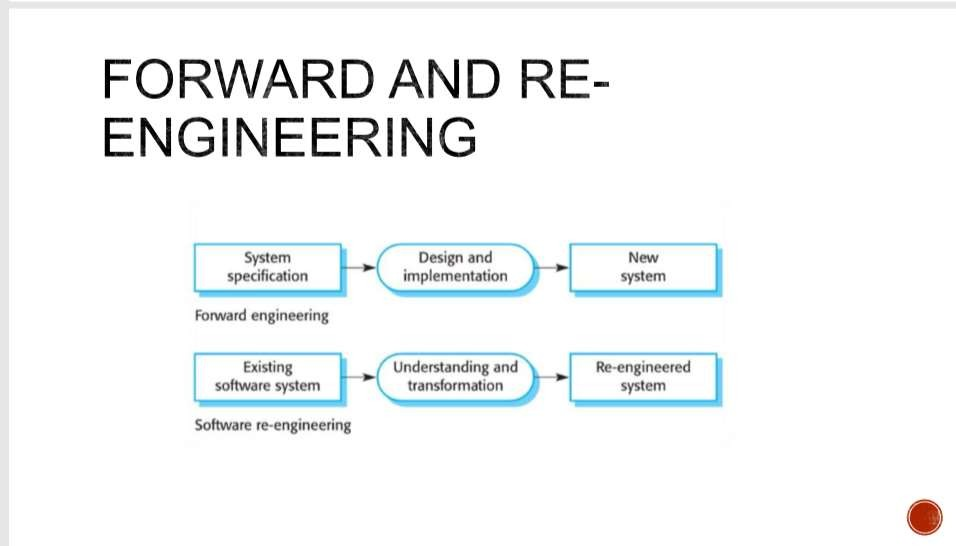 FORWARD AND RE-
ENGINEERING
System
specification
Design and
implementation
New
system
Forward engineering
Existing
software system
Understanding and
transformation
Re-engineered
system
Software re-engineering